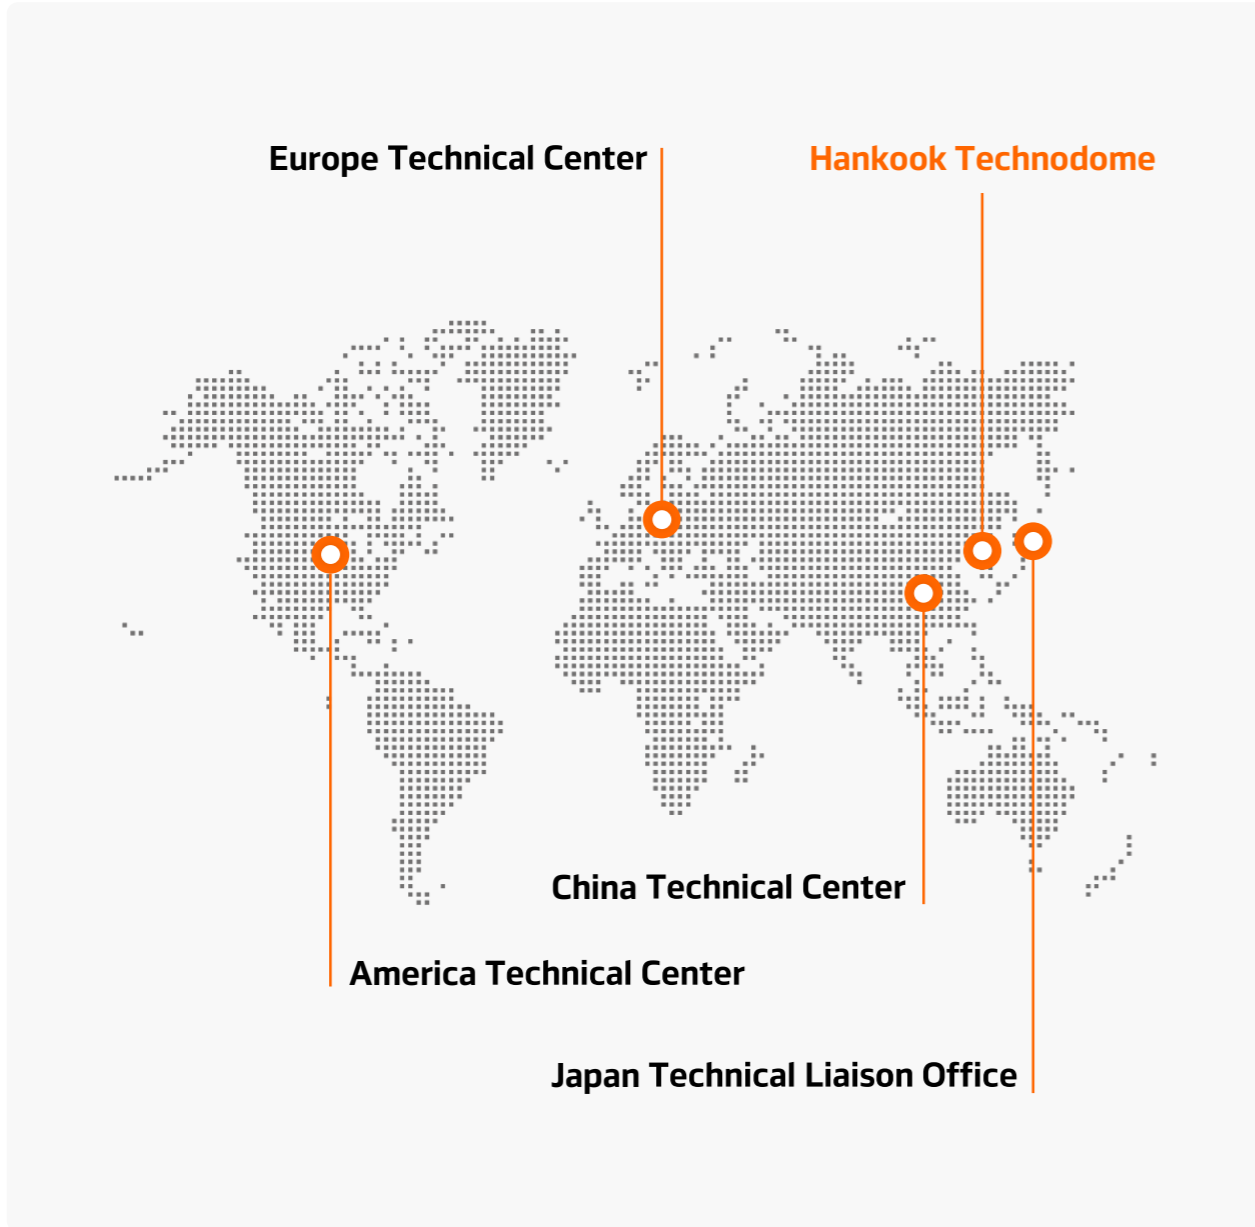 Europe Technical Center
Hankook Technodome
China Technical Center
America Technical Center
Japan Technical Liaison Office